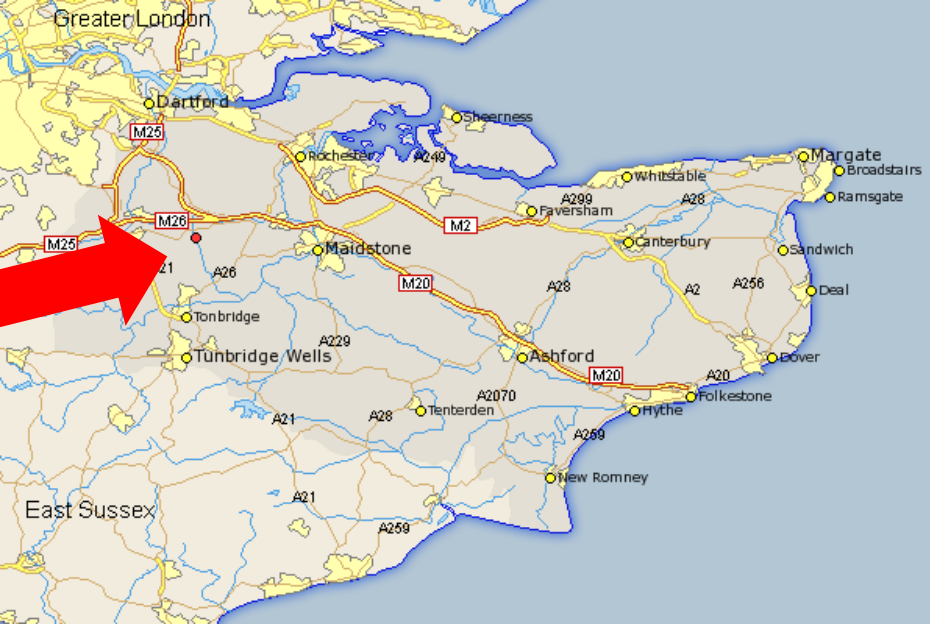 Greater London
Dartford
M25
Sheerness
Rochester
A249
Margate
Broadstairs
Whitstable
Ramsgate
A299
A28
Faversham
M26
M2
M25
Canterbury
Maidstone
Sandwich
21
A26
M20
A28
A2
A256
Deal
Tonbridge
A229
Tunbridge Wells
Ashford
Dover
M20
A20
A2070
Folkestone
Tenterden
Hythe
A21
A28
A259
New Romney
A21
East Sussex
A259